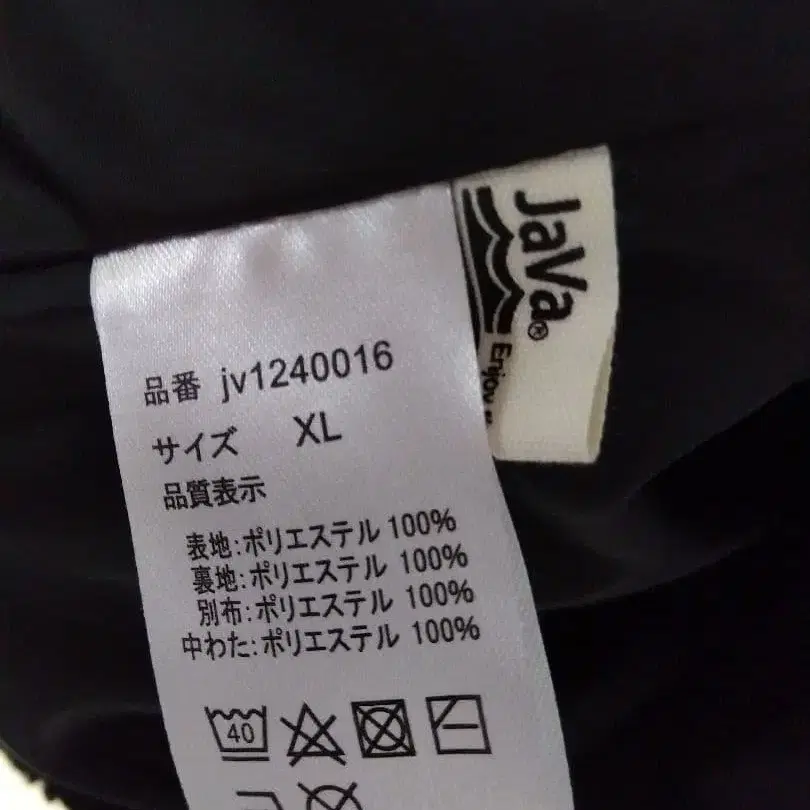 JaVa®
Enjoy
品番 jv1240016
サイズ XL
品質表示
表地:ポリエステル 100%
裏地:ポリエステル 100%
別布:ポリエステル 100%
中わた:ポリエステル 100%
40